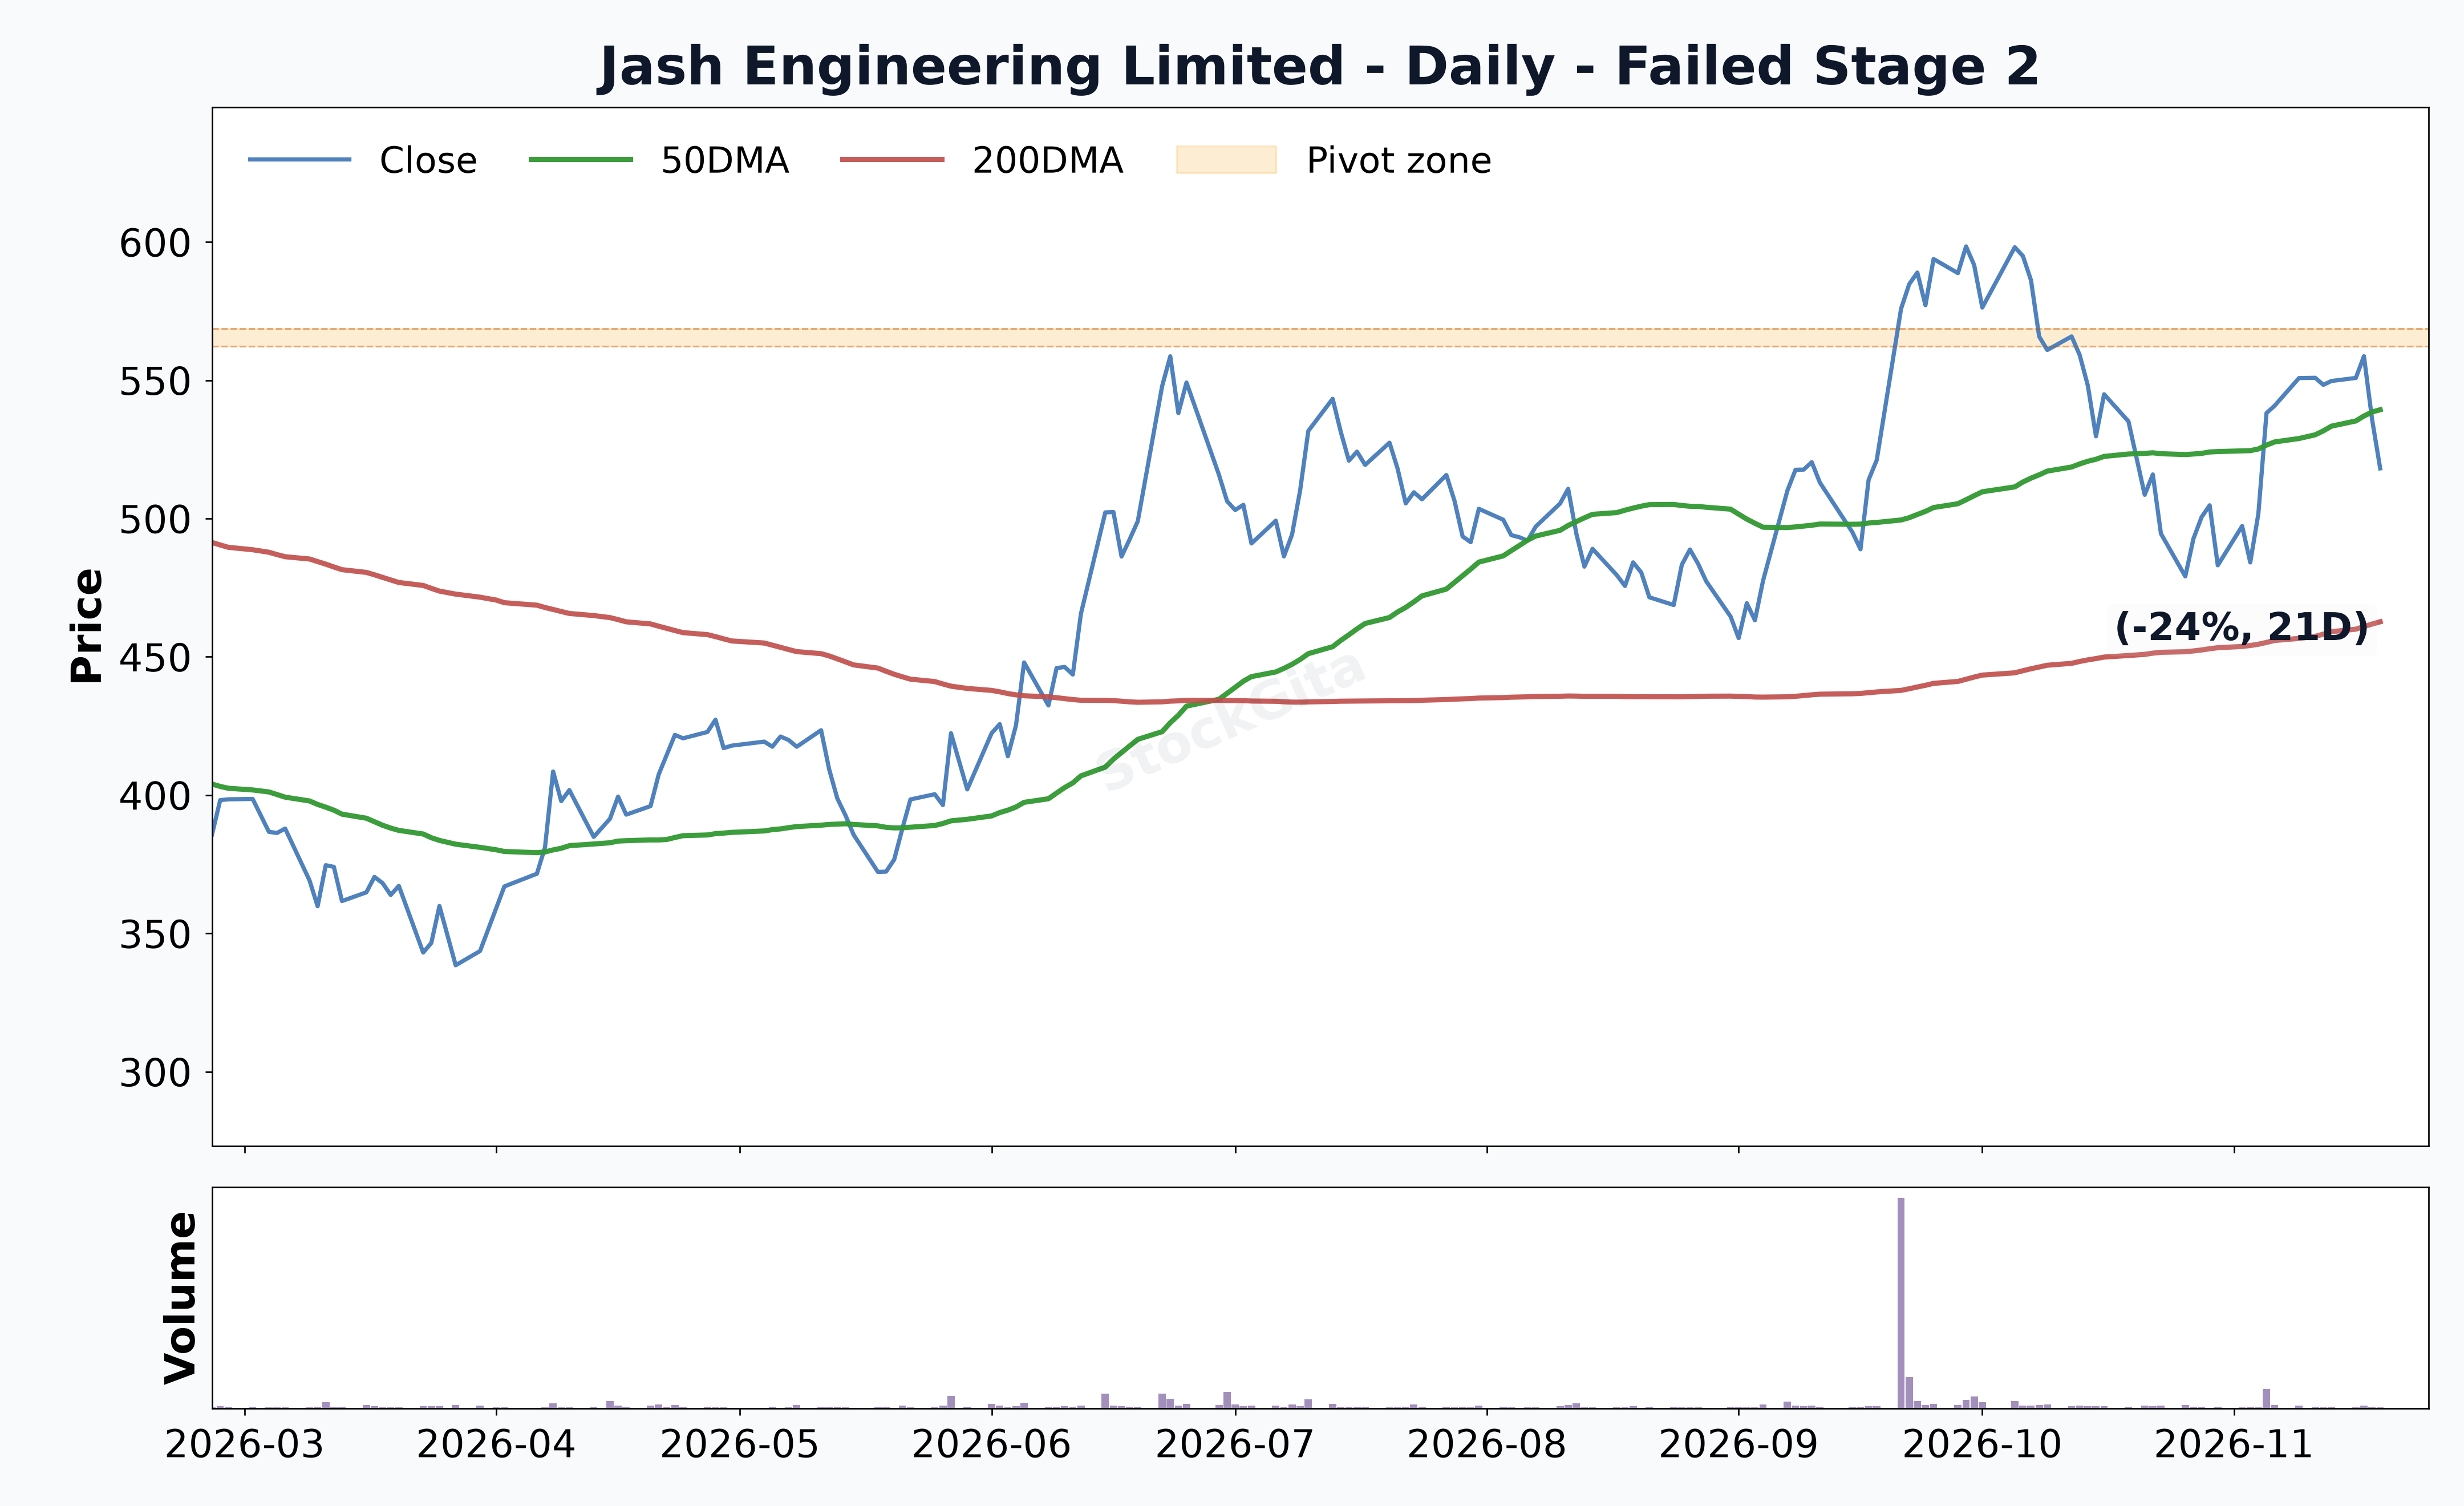 Jash Engineering Limited - Daily - Failed Stage 2
Close
50DMA
200DMA
Pivot zone
Price
600
550
500
450
400
350
300
(-24%, 21D)
StockGita
Volume
2026-03
2026-04
2026-05
2026-06
2026-07
2026-08
2026-09
2026-10
2026-11